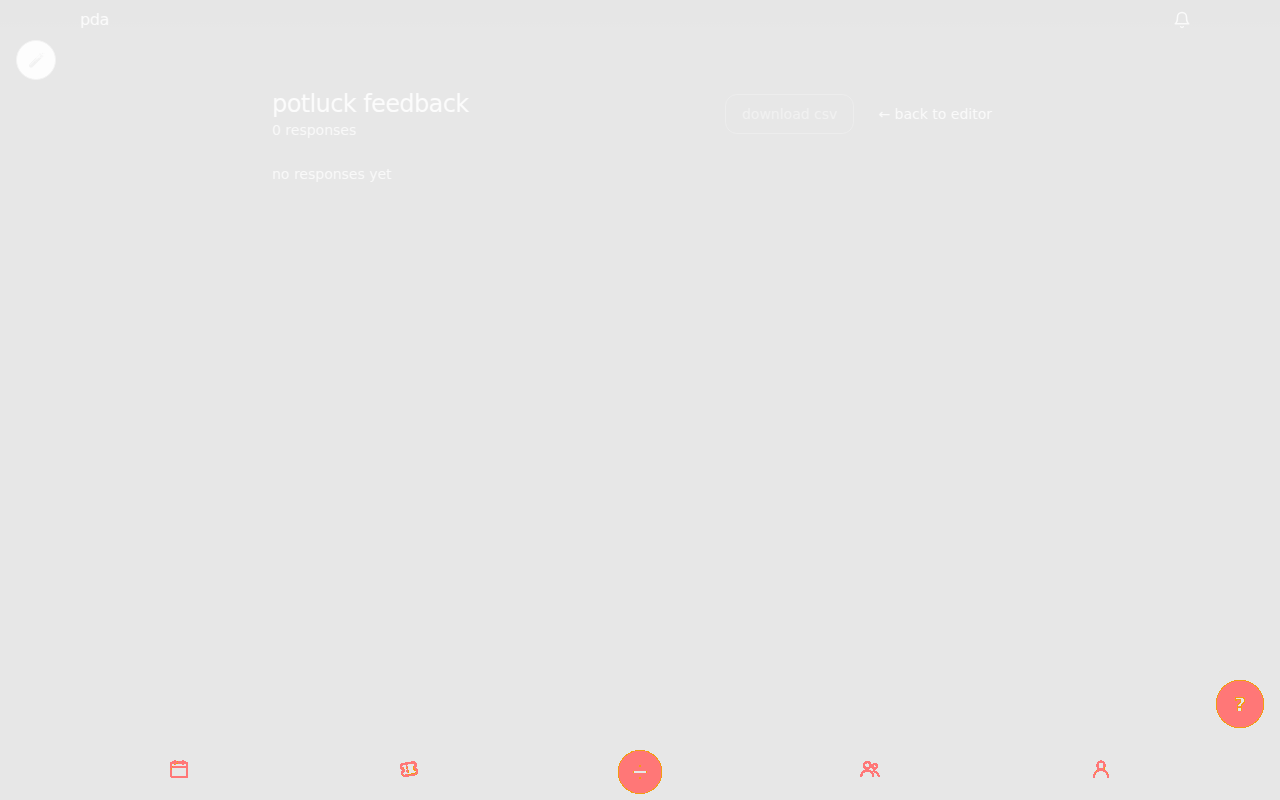 pda
potluck feedback
0 responses
download csv
← back to editor
no responses yet
?